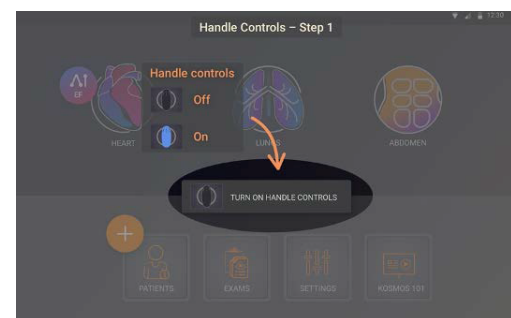 12:30
Handle Controls – Step 1
Handle controls
AI
EF
Off
On
HEART
LUNGS
ABDOMEN
TURN ON HANDLE CONTROLS
PATIENTS
EXAMS
SETTINGS
KOSMOS 101